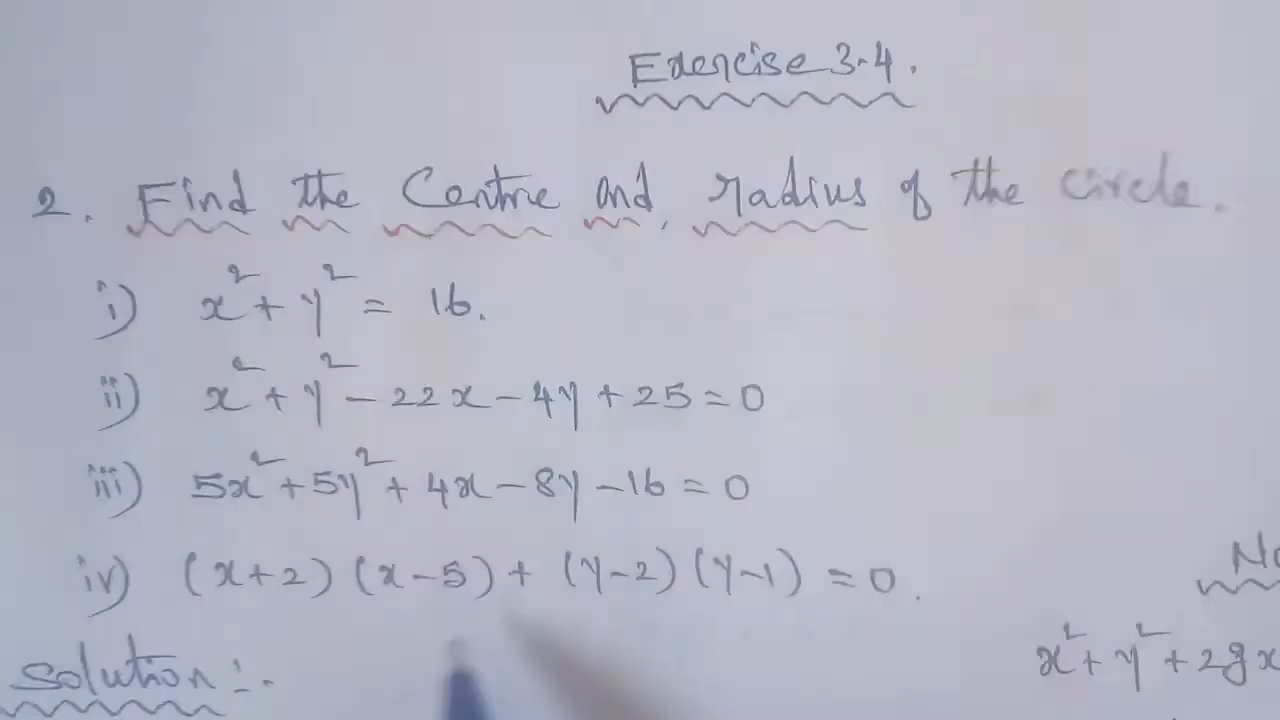 Exercise 3.4.
2. Find the Centre and, radius of the circle.
i) x² + y² = 16.
ii) x² + y² - 22x - 4y + 25 = 0
iii) 5x² + 5y² + 4x - 8y - 16 = 0
iv) (x+2) (x-5) + (y-2) (y-1) = 0.
Solution:-
x² + y² + 2gx